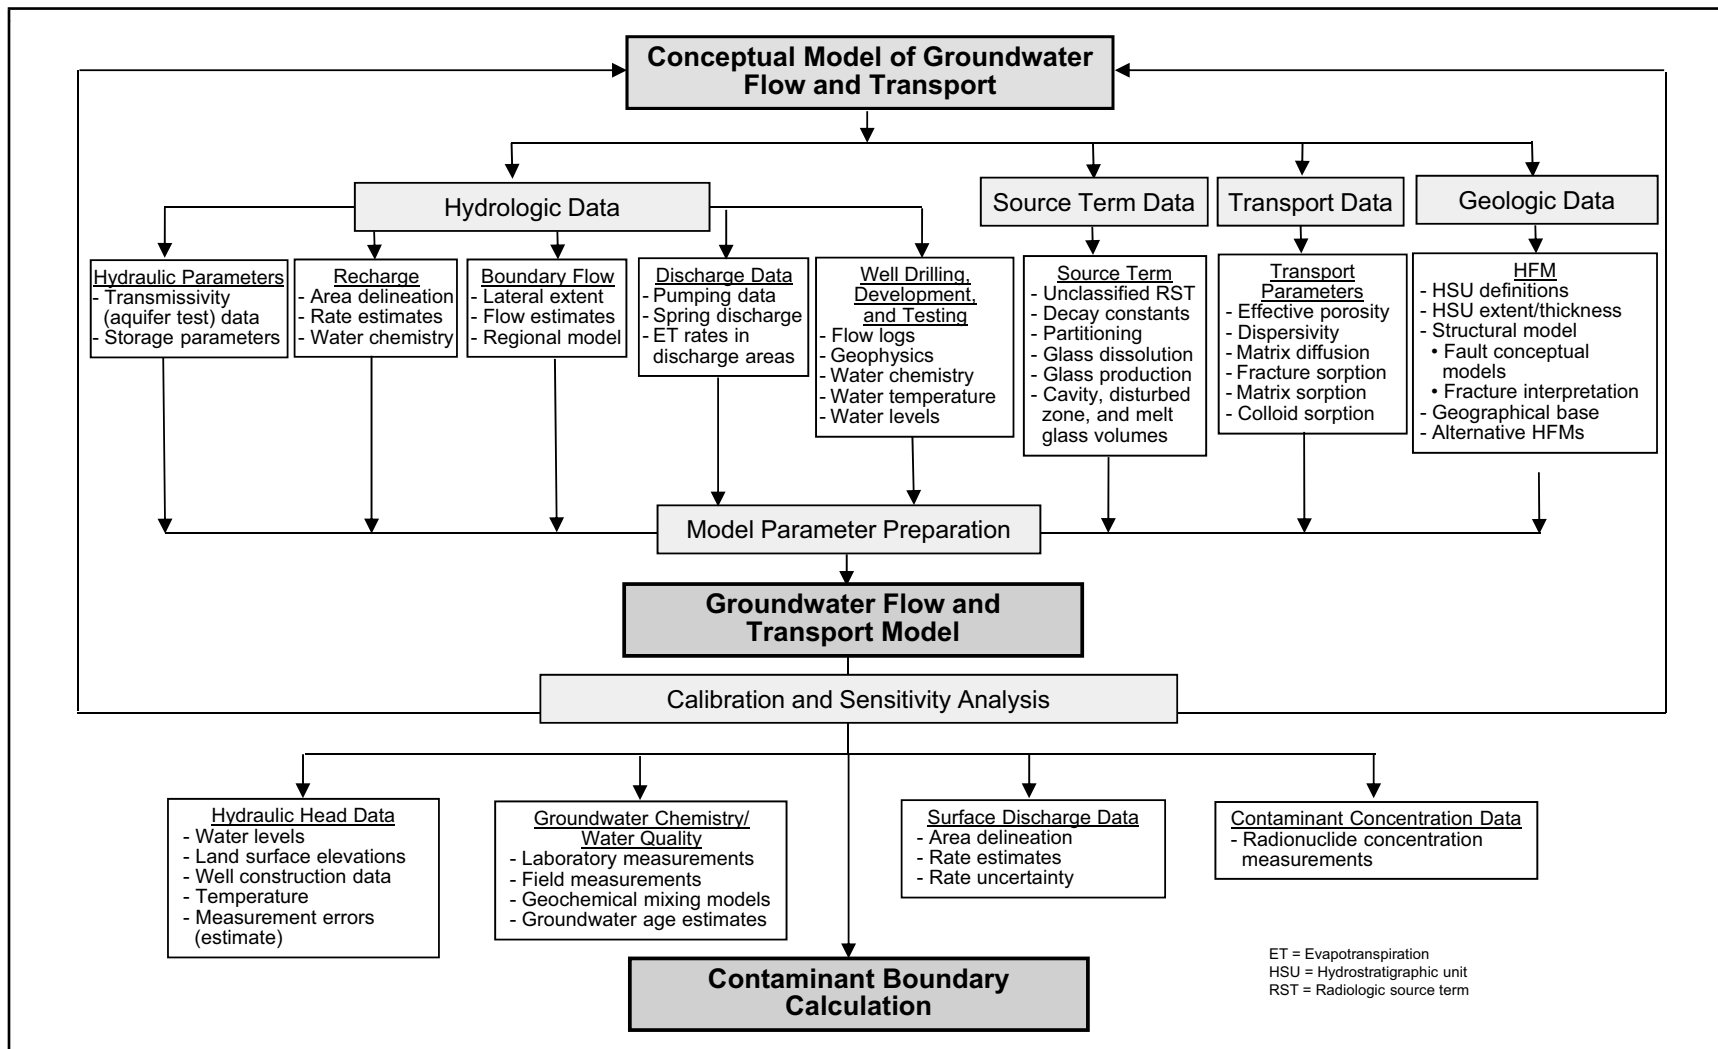 Conceptual Model of Groundwater
Flow and Transport
Hydrologic Data
Source Term Data
Transport Data
Geologic Data
Hydraulic Parameters
- Transmissivity
(aquifer test) data
- Storage parameters
Recharge
- Area delineation
- Rate estimates
- Water chemistry
Boundary Flow
- Lateral extent
- Flow estimates
- Regional model
Discharge Data
- Pumping data
- Spring discharge
- ET rates in
discharge areas
Well Drilling,
Development,
and Testing
- Flow logs
- Geophysics
- Water chemistry
- Water temperature
- Water levels
Source Term
- Unclassified RST
- Decay constants
- Partitioning
- Glass dissolution
- Glass production
- Cavity, disturbed
zone, and melt
glass volumes
Transport
Parameters
- Effective porosity
- Dispersivity
- Matrix diffusion
- Fracture sorption
- Matrix sorption
- Colloid sorption
HFM
- HSU definitions
- HSU extent/thickness
- Structural model
• Fault conceptual
models
• Fracture interpretation
- Geographical base
- Alternative HFMs
Model Parameter Preparation
Groundwater Flow and
Transport Model
Calibration and Sensitivity Analysis
Hydraulic Head Data
- Water levels
- Land surface elevations
- Well construction data
- Temperature
- Measurement errors
(estimate)
Groundwater Chemistry/
Water Quality
- Laboratory measurements
- Field measurements
- Geochemical mixing models
- Groundwater age estimates
Surface Discharge Data
- Area delineation
- Rate estimates
- Rate uncertainty
Contaminant Concentration Data
- Radionuclide concentration
measurements
Contaminant Boundary
Calculation
ET = Evapotranspiration
HSU = Hydrostratigraphic unit
RST = Radiologic source term